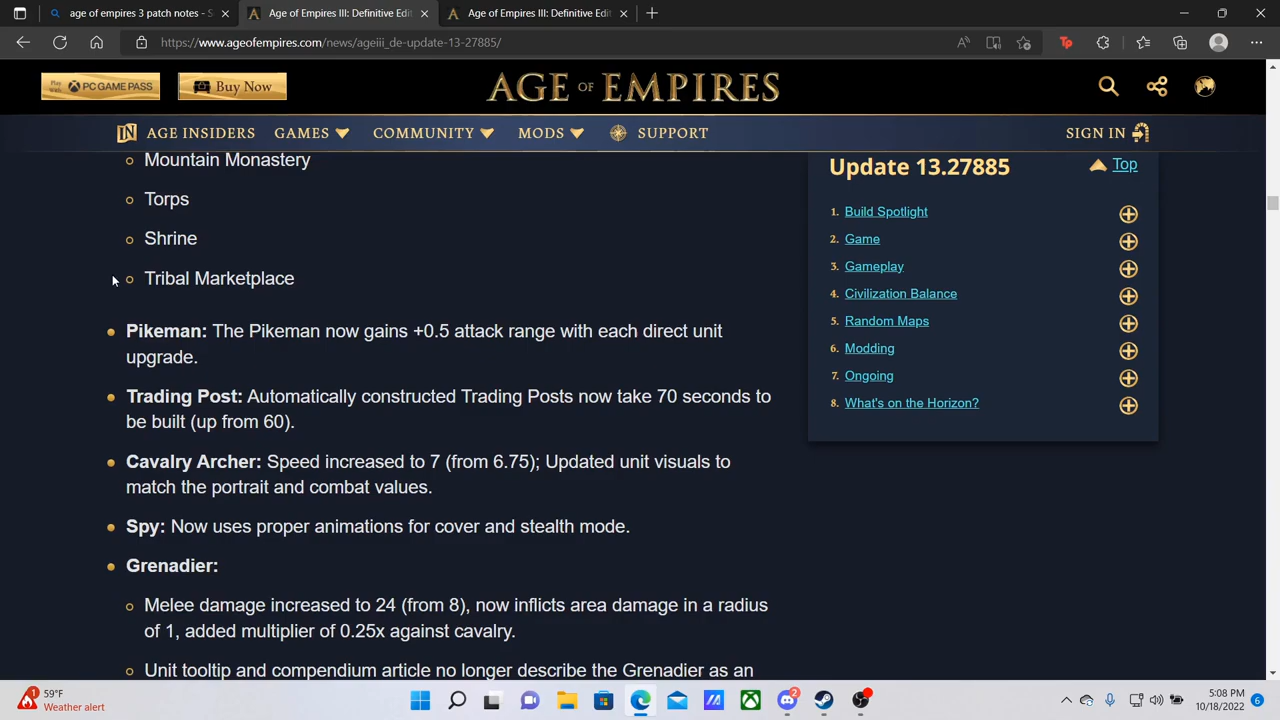 age of empires 3 patch notes - S
Age of Empires III: Definitive Edit
Age of Empires III: Definitive Edit
https://www.ageofempires.com/news/ageiii_de-update-13-27885/
Play With PC GAME PASS
Buy Now
AGE OF EMPIRES
IN AGE INSIDERS GAMES COMMUNITY MODS SUPPORT SIGN IN
Mountain Monastery
Torps
Shrine
Tribal Marketplace
Pikeman: The Pikeman now gains +0.5 attack range with each direct unit
upgrade.
Trading Post: Automatically constructed Trading Posts now take 70 seconds to
be built (up from 60).
Cavalry Archer: Speed increased to 7 (from 6.75); Updated unit visuals to
match the portrait and combat values.
Spy: Now uses proper animations for cover and stealth mode.
Grenadier:
Melee damage increased to 24 (from 8), now inflicts area damage in a radius
of 1, added multiplier of 0.25x against cavalry.
Unit tooltip and compendium article no longer describe the Grenadier as an
Update 13.27885
Top
1. Build Spotlight
2. Game
3. Gameplay
4. Civilization Balance
5. Random Maps
6. Modding
7. Ongoing
8. What's on the Horizon?
1
59°F
Weather alert
2
5:08 PM
10/18/2022
6